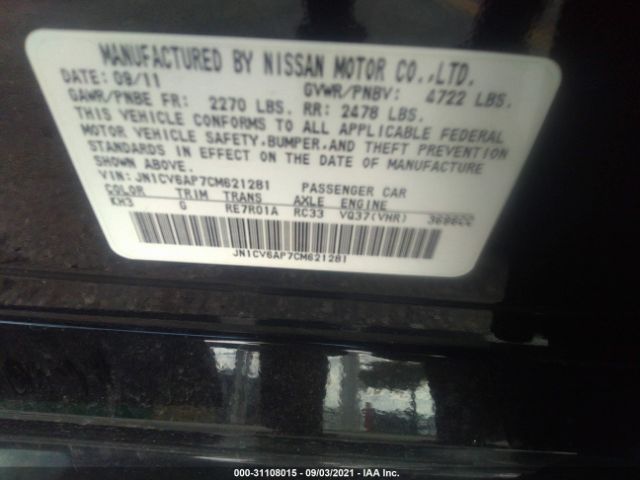 MANUFACTURED BY NISSAN MOTOR CO.,LTD.
DATE: 08/11 GVWR/PNBV: 4722 LBS.
GAWR/PNBE FR: 2270 LBS. RR: 2478 LBS.
THIS VEHICLE CONFORMS TO ALL APPLICABLE FEDERAL
MOTOR VEHICLE SAFETY,BUMPER,AND THEFT PREVENTION
STANDARDS IN EFFECT ON THE DATE OF MANUFACTURE
SHOWN ABOVE.
VIN: JN1CV6AP7CM621281 PASSENGER CAR
COLOR TRIM TRANS AXLE ENGINE
KH3 G RE7R01A RC33 VQ37(VHR) 3686CC
JN1CV6AP7CM621281
000-31108015 - 09/03/2021 - IAA Inc.